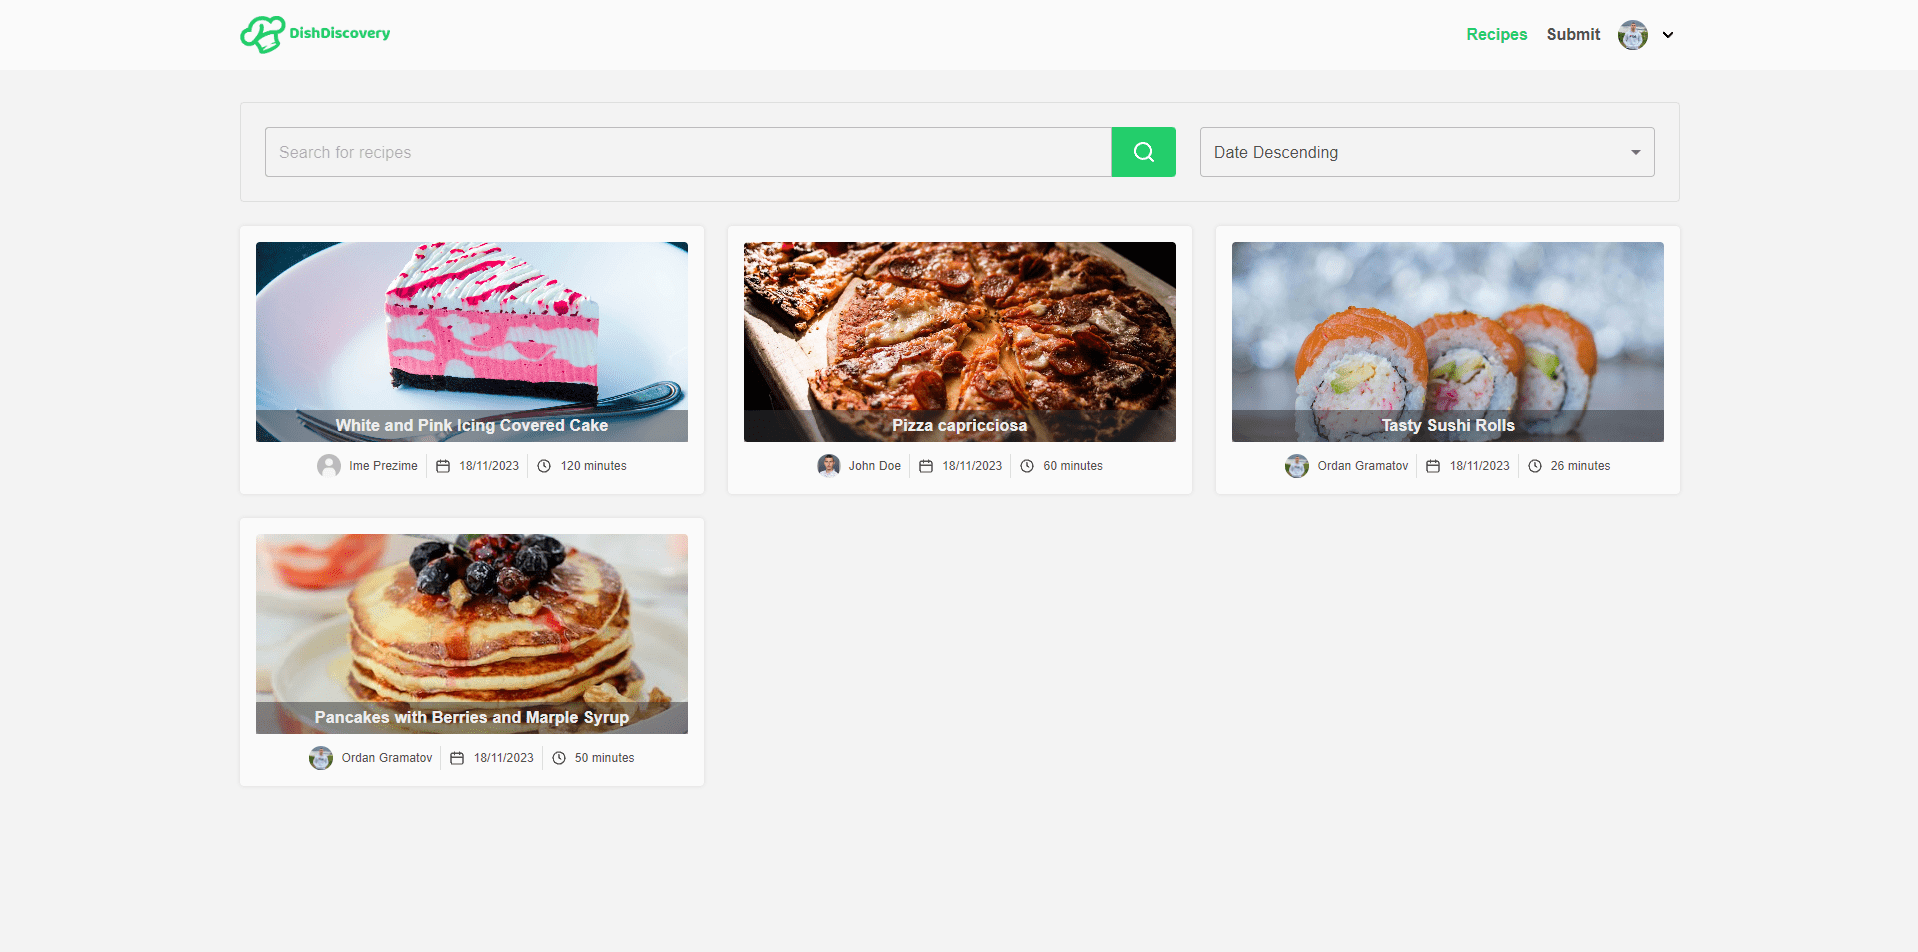 DishDiscovery
Recipes
Submit
Search for recipes
Date Descending
White and Pink Icing Covered Cake
Ime Prezime
18/11/2023
120 minutes
Pizza capricciosa
John Doe
18/11/2023
60 minutes
Tasty Sushi Rolls
Ordan Gramatov
18/11/2023
26 minutes
Pancakes with Berries and Marple Syrup
Ordan Gramatov
18/11/2023
50 minutes